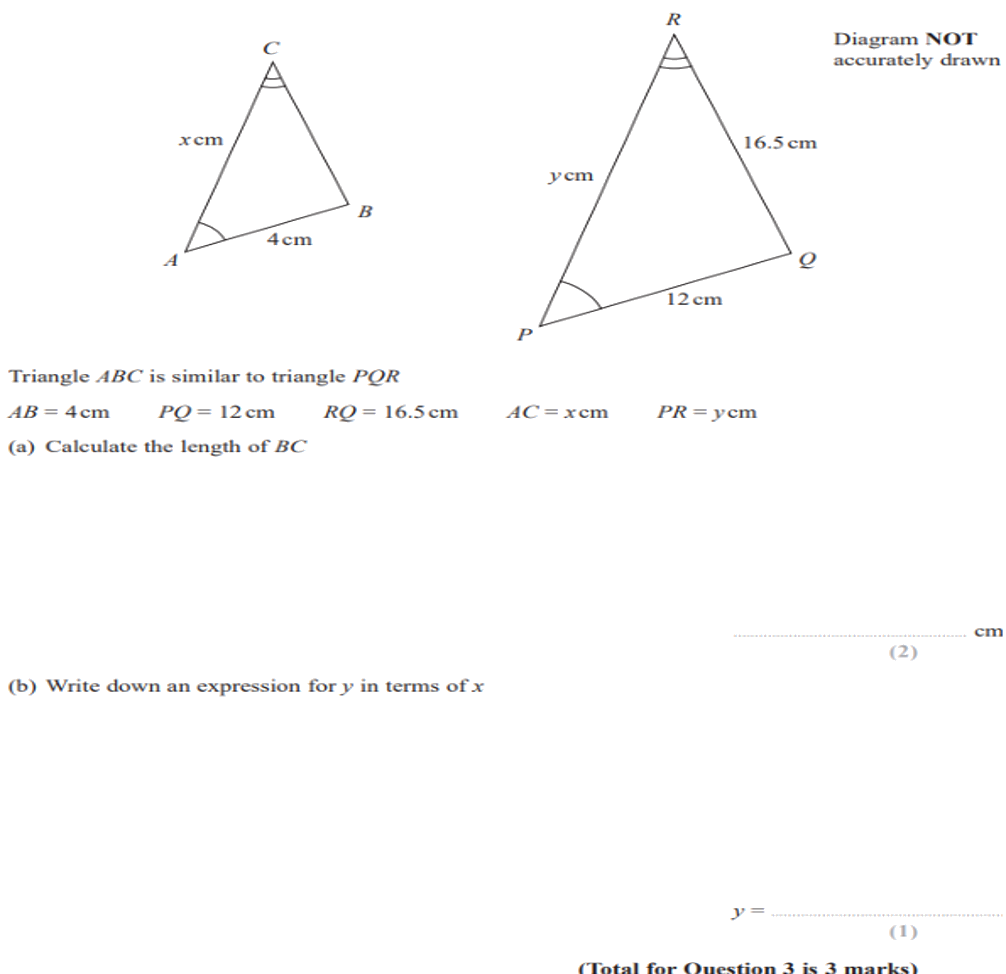 R
Diagram NOT
accurately drawn
C
x cm
16.5 cm
y cm
B
4 cm
A
Q
12 cm
P
Triangle ABC is similar to triangle PQR
AB = 4 cm PQ = 12 cm RQ = 16.5 cm AC = x cm PR = y cm
(a) Calculate the length of BC
cm
(2)
(b) Write down an expression for y in terms of x
y =
(1)
(Total for Question 3 is 3 marks)